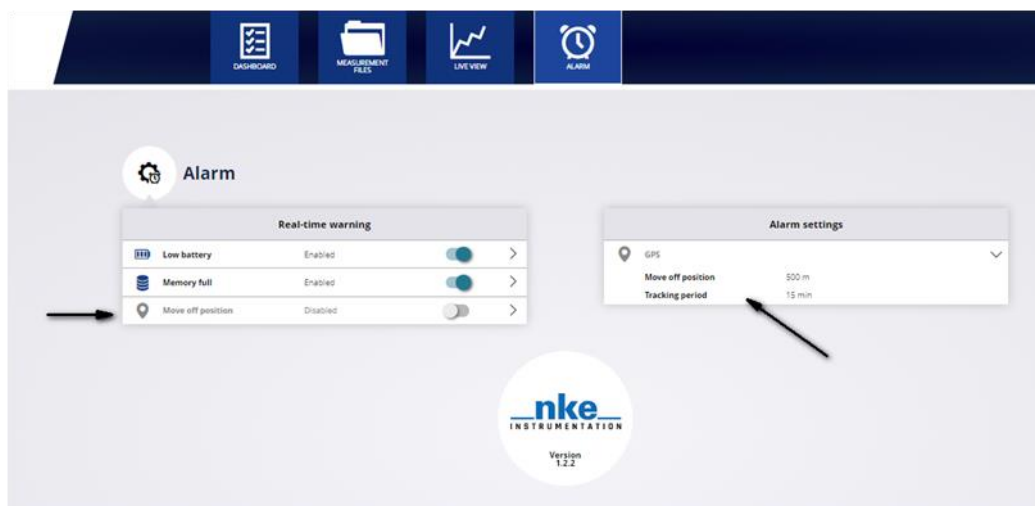 DASHBOARD
MEASUREMENT
FILES
LIVE VIEW
ALARM
Alarm
Real-time warning
Low battery Enabled
Memory full Enabled
Move off position Disabled
Alarm settings
GPS
Move off position 500 m
Tracking period 15 min
nke
INSTRUMENTATION
Version
1.2.2